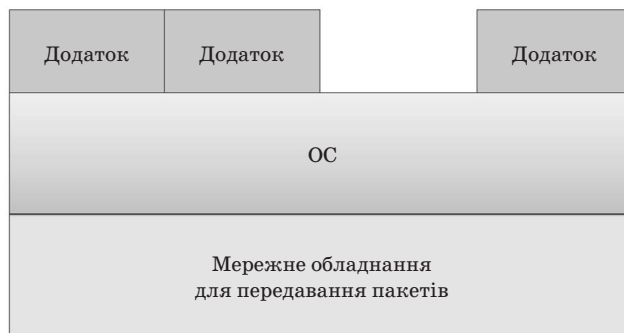 Додаток
Додаток
Додаток
ОС
Мережне обладнання
для передавання пакетів